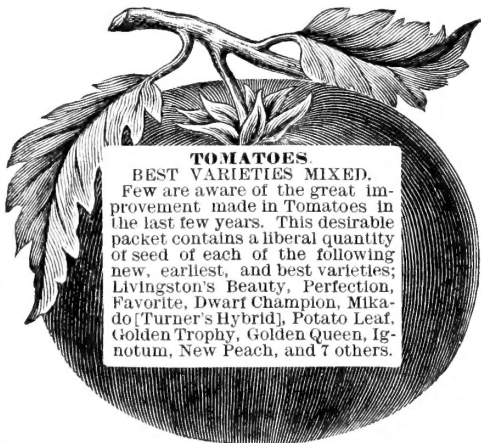 TOMATOES.
BEST VARIETIES MIXED.
Few are aware of the great im-
provement made in Tomatoes in
the last few years. This desirable
packet contains a liberal quantity
of seed of each of the following
new, earliest, and best varieties;
Livingston's Beauty, Perfection,
Favorite, Dwarf Champion, Mika-
do [Turner's Hybrid], Potato Leaf,
Golden Trophy, Golden Queen, Ig-
notum, New Peach, and 7 others.